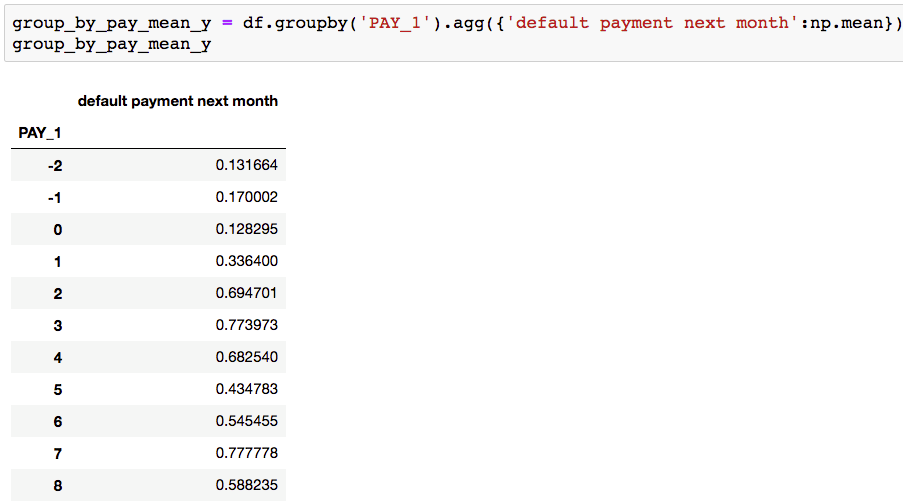 group_by_pay_mean_y = df.groupby('PAY_1').agg({'default payment next month':np.mean})
group_by_pay_mean_y
default payment next month
PAY_1
-2 0.131664
-1 0.170002
0 0.128295
1 0.336400
2 0.694701
3 0.773973
4 0.682540
5 0.434783
6 0.545455
7 0.777778
8 0.588235